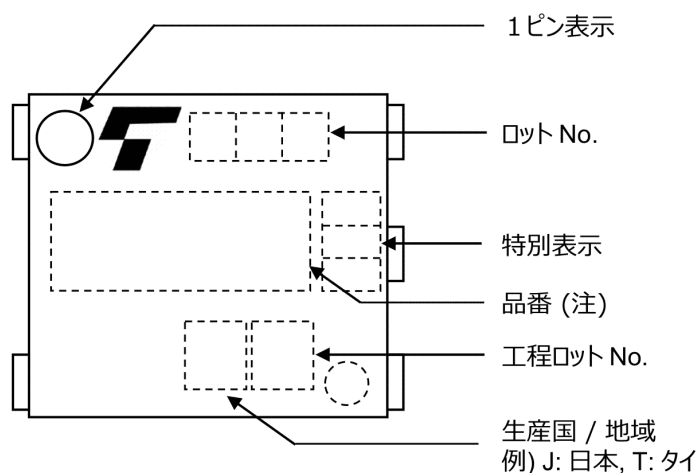 1ピン表示
ロット No.
特別表示
品番 (注)
工程ロット No.
生産国 / 地域
例) J: 日本, T: タイ